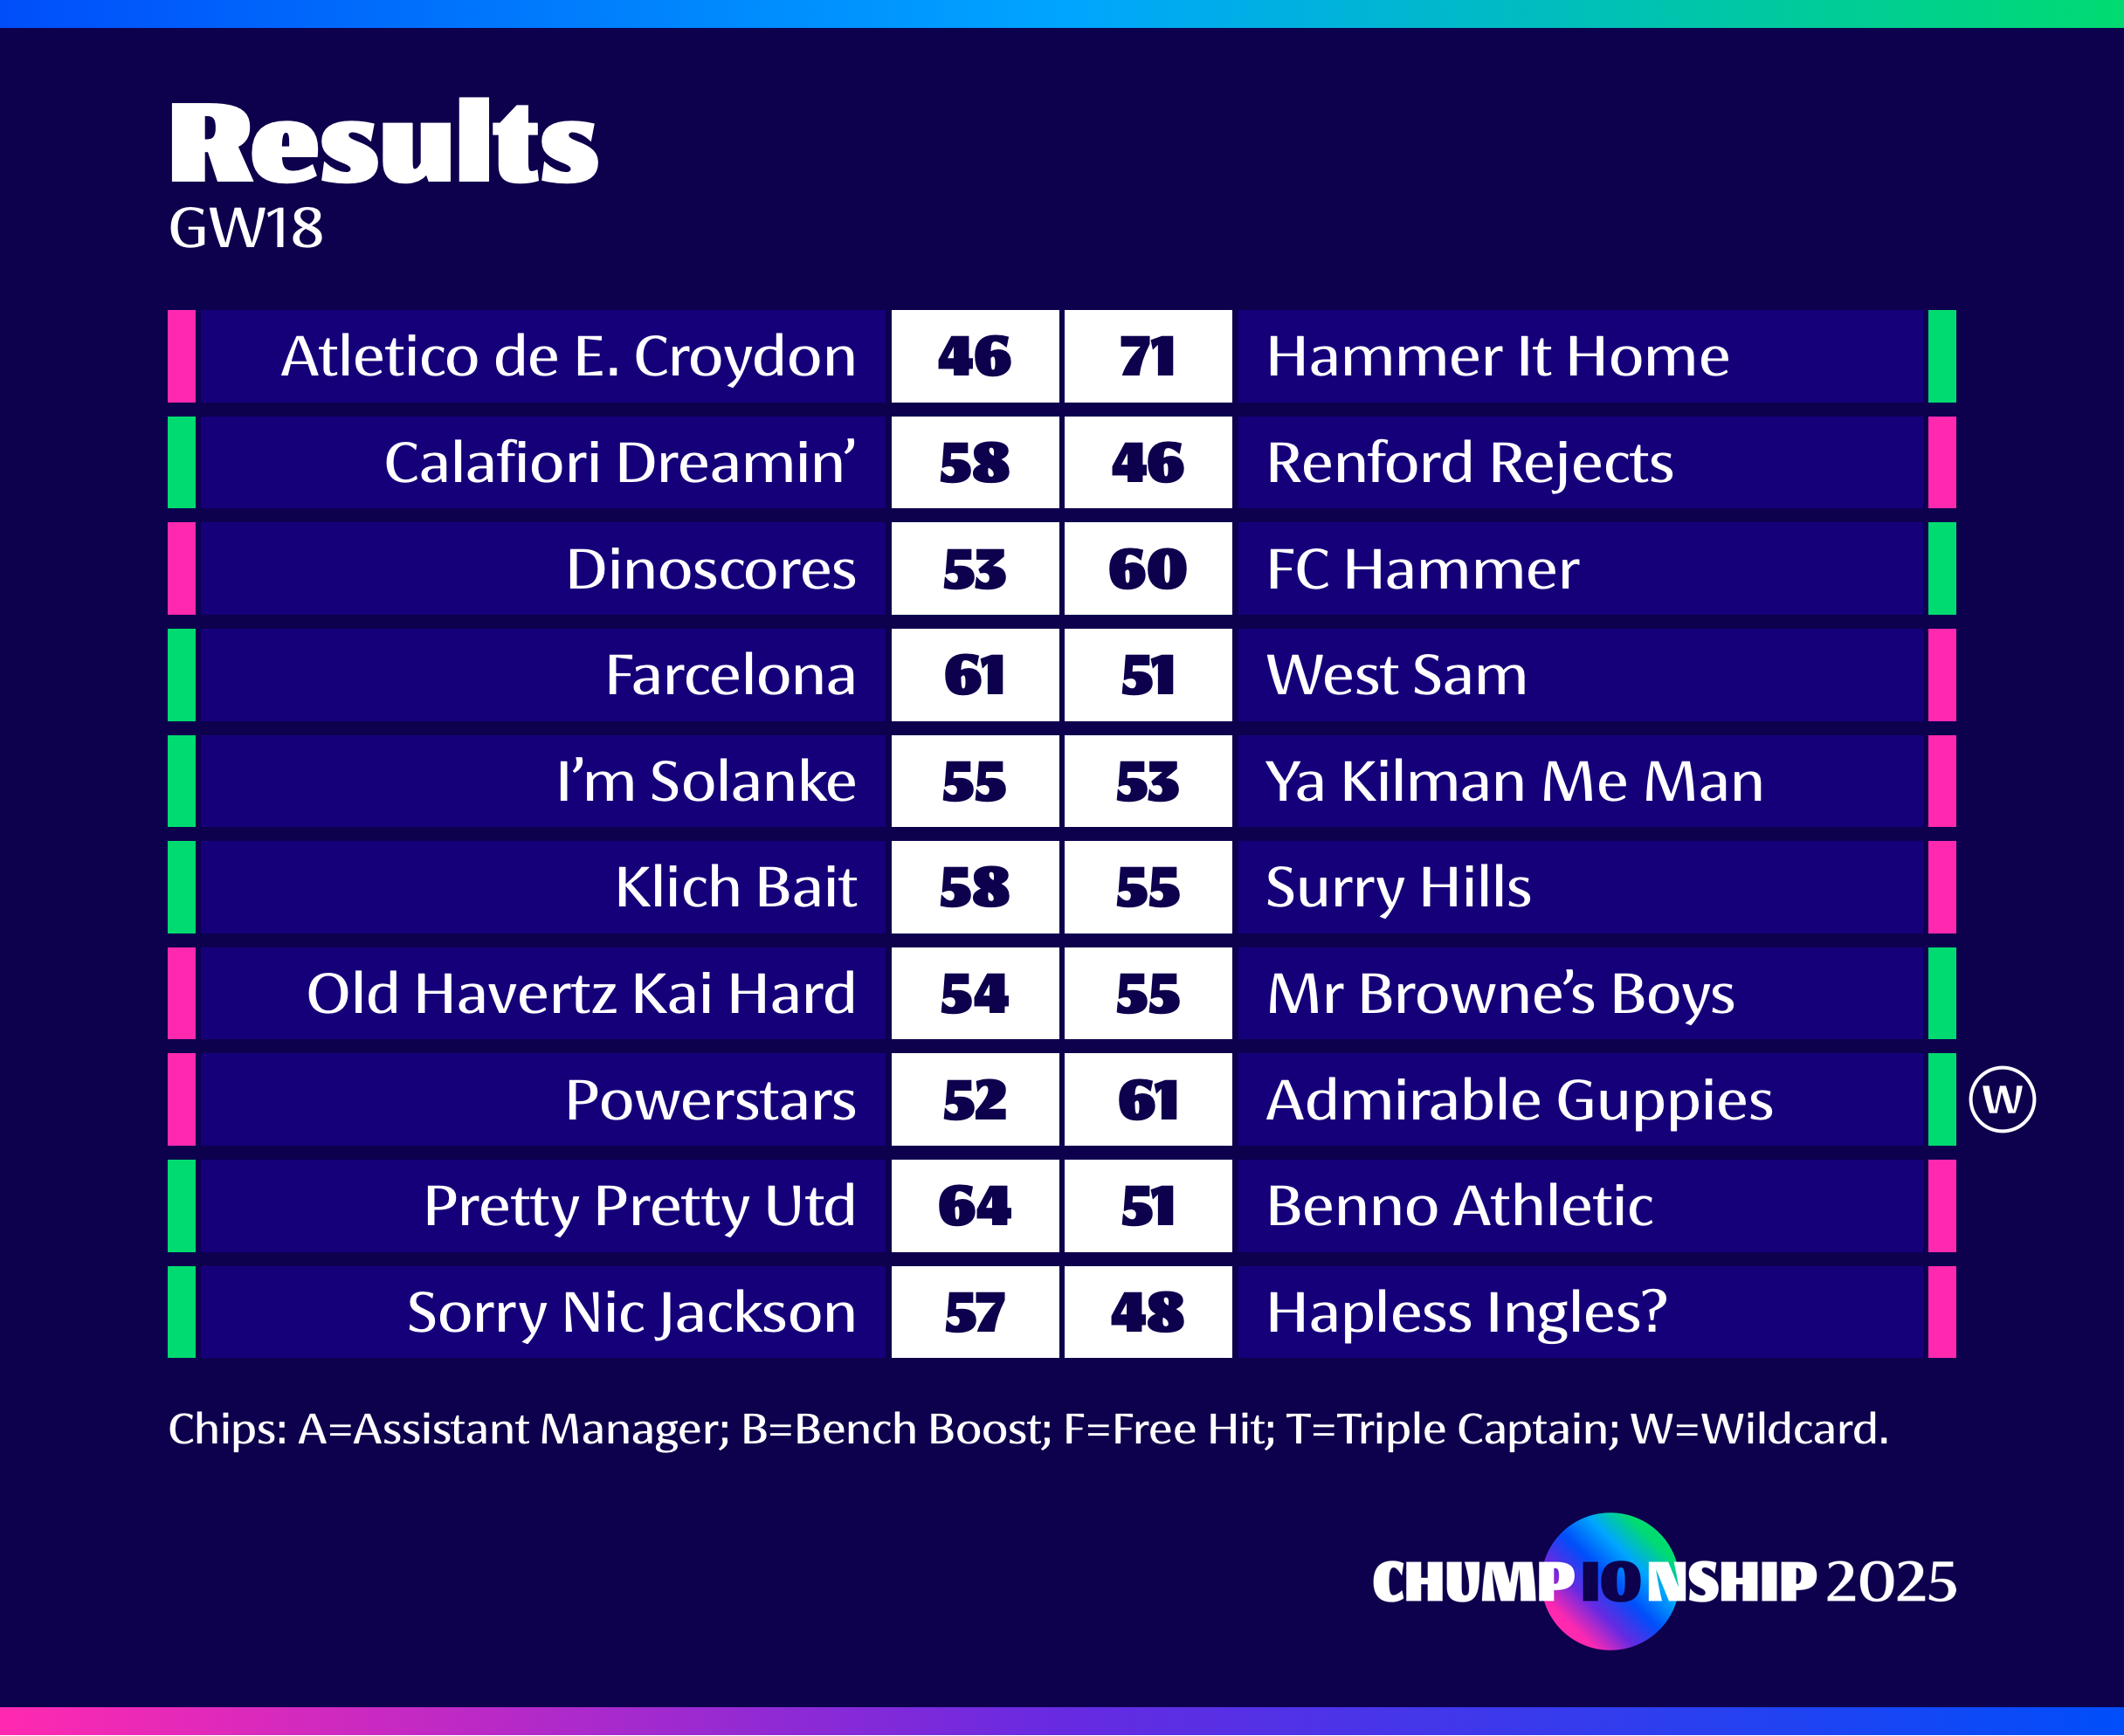 Results
GW18
Atletico de E. Croydon 46 71 Hammer It Home
Calafiori Dreamin’ 58 46 Renford Rejects
Dinoscores 53 60 FC Hammer
Farcelona 61 51 West Sam
I’m Solanke 55 53 Ya Kilman Me Man
Klich Bait 58 55 Surry Hills
Old Havertz Kai Hard 54 55 Mr Browne’s Boys
Powerstars 52 61 Admirable Guppies W
Pretty Pretty Utd 64 51 Benno Athletic
Sorry Nic Jackson 57 48 Hapless Ingles?
Chips: A=Assistant Manager; B=Bench Boost; F=Free Hit; T=Triple Captain; W=Wildcard.
CHUMPIONSHIP 2025